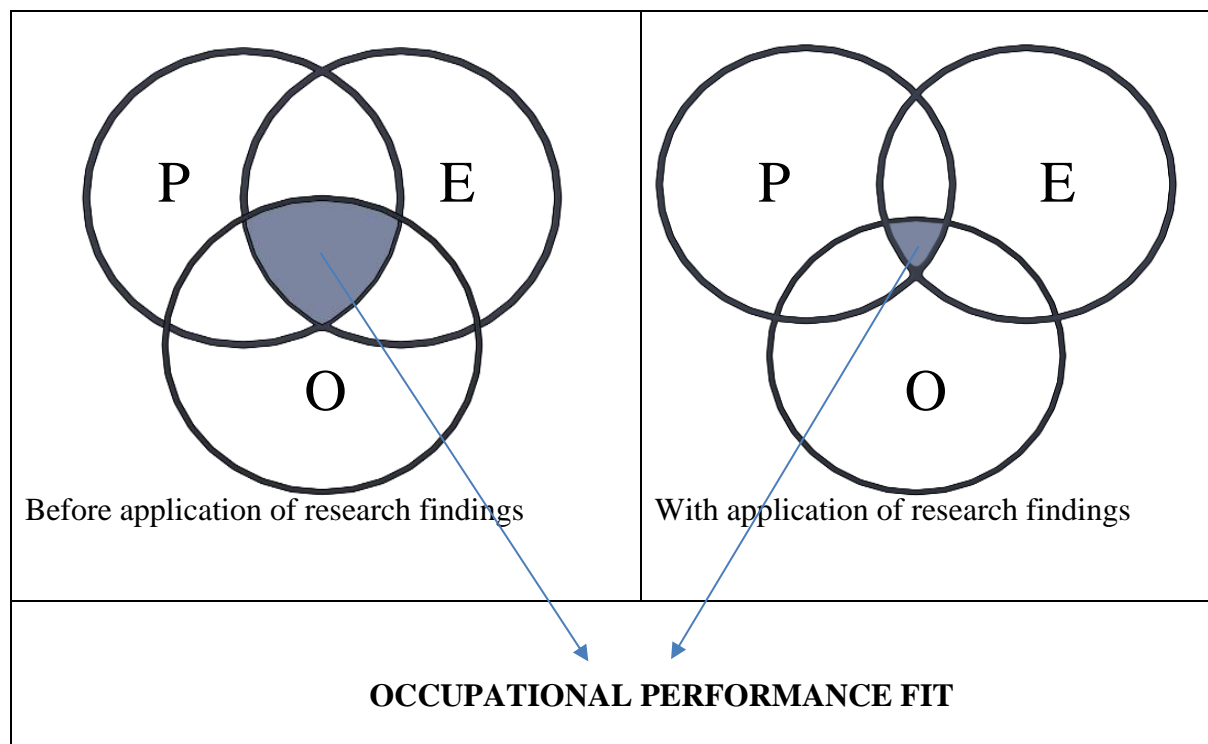 P
E
O
Before application of research findings
P
E
O
With application of research findings
OCCUPATIONAL PERFORMANCE FIT